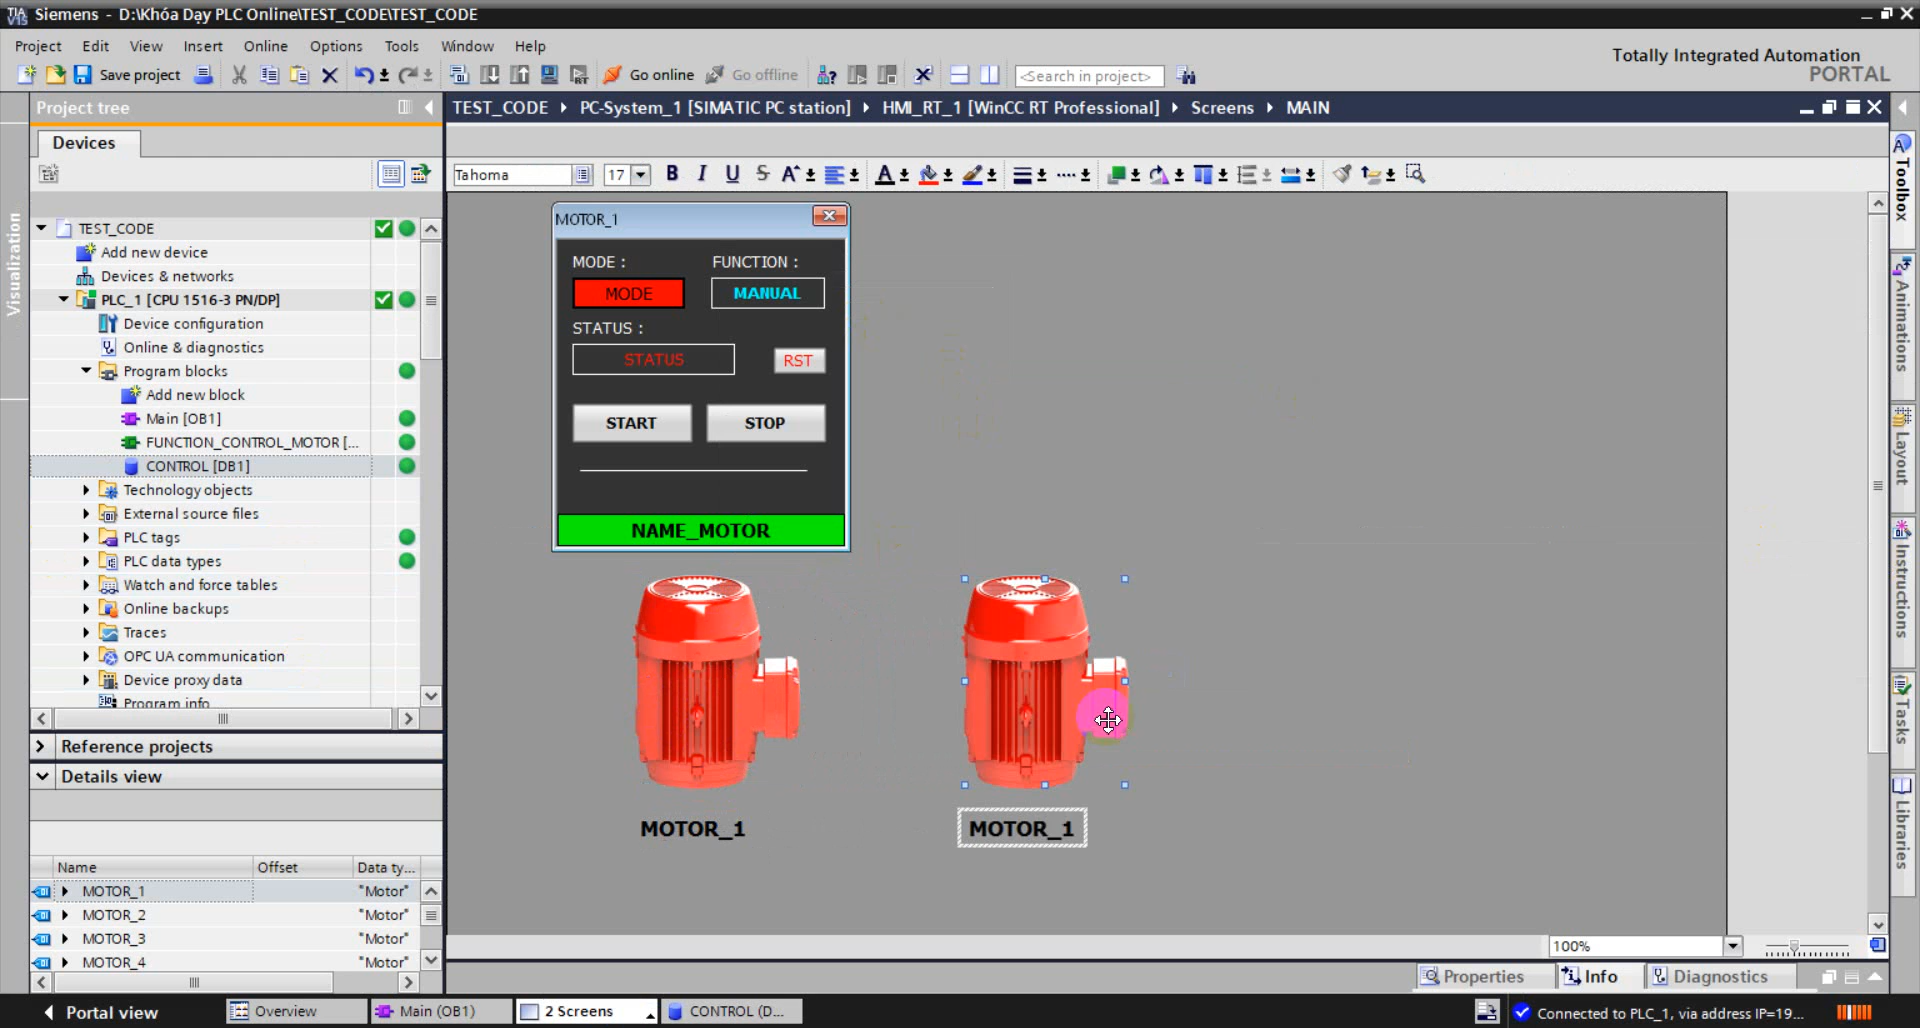 TIA V15 Siemens - D:\Khóa Dạy PLC Online\TEST_CODE\TEST_CODE
Project Edit View Insert Online Options Tools Window Help
Totally Integrated Automation
PORTAL
Save project Go online Go offline <Search in project>
Project tree
TEST_CODE PC-System_1 [SIMATIC PC station] HMI_RT_1 [WinCC RT Professional] Screens MAIN
Devices
Tahoma 17 B I U S A A
Visualization
TEST_CODE
Add new device
Devices & networks
PLC_1 [CPU 1516-3 PN/DP]
Device configuration
Online & diagnostics
Program blocks
Add new block
Main [OB1]
FUNCTION_CONTROL_MOTOR [...
CONTROL [DB1]
Technology objects
External source files
PLC tags
PLC data types
Watch and force tables
Online backups
Traces
OPC UA communication
Device proxy data
Program info
Reference projects
Details view
Name Offset Data ty...
MOTOR_1 "Motor"
MOTOR_2 "Motor"
MOTOR_3 "Motor"
MOTOR_4 "Motor"
MOTOR_1
MODE : FUNCTION :
MODE MANUAL
STATUS :
STATUS RST
START STOP
NAME_MOTOR
MOTOR_1 MOTOR_1
100%
Toolbox
Animations
Layout
Instructions
Tasks
Libraries
Properties Info Diagnostics
Portal view Overview Main (OB1) 2 Screens CONTROL (D... Connected to PLC_1, via address IP=19...